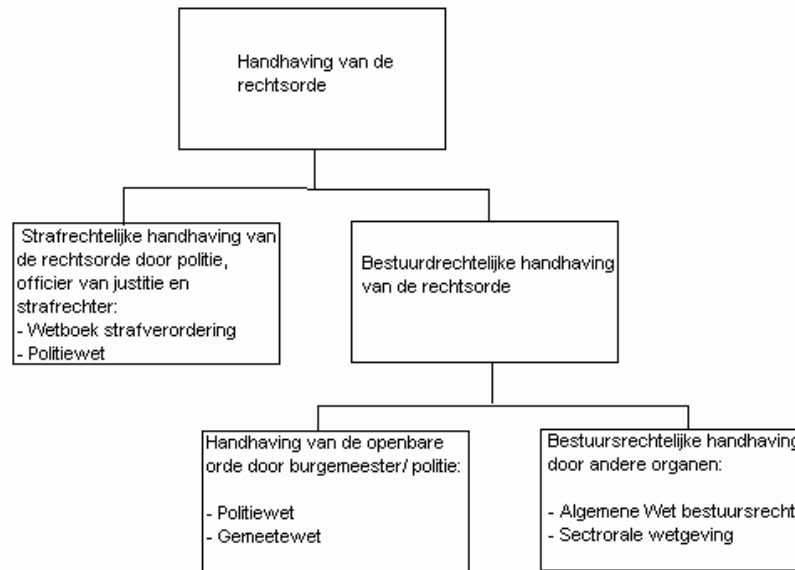 Handhaving van de
rechtsorde
Strafrechtelijke handhaving van
de rechtsorde door politie,
officier van justitie en
strafrechter:
- Wetboek strafverordering
- Politiewet
Bestuurdrechtelijke handhaving
van de rechtsorde
Handhaving van de openbare
orde door burgemeester/ politie:
- Politiewet
- Gemeetewet
Bestuursrechtelijke handhaving
door andere organen:
- Algemene Wet bestuursrecht
- Sectrorale wetgeving